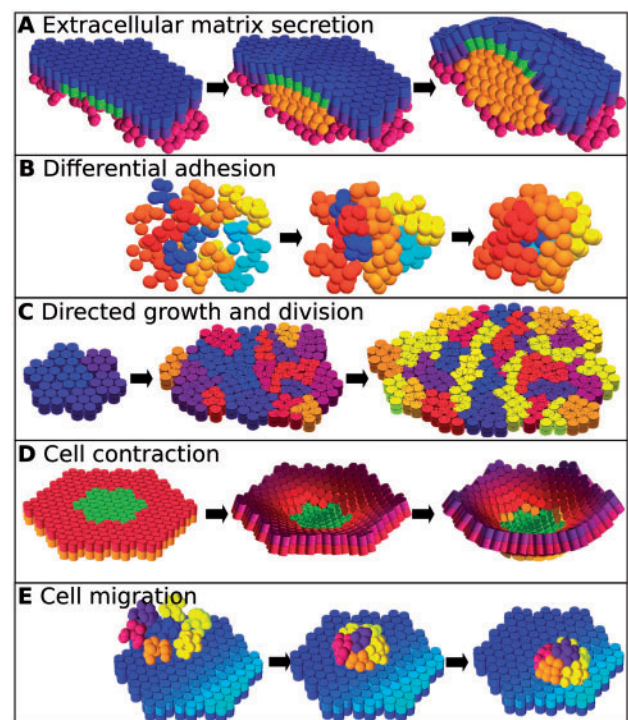 A Extracellular matrix secretion
B Differential adhesion
C Directed growth and division
D Cell contraction
E Cell migration